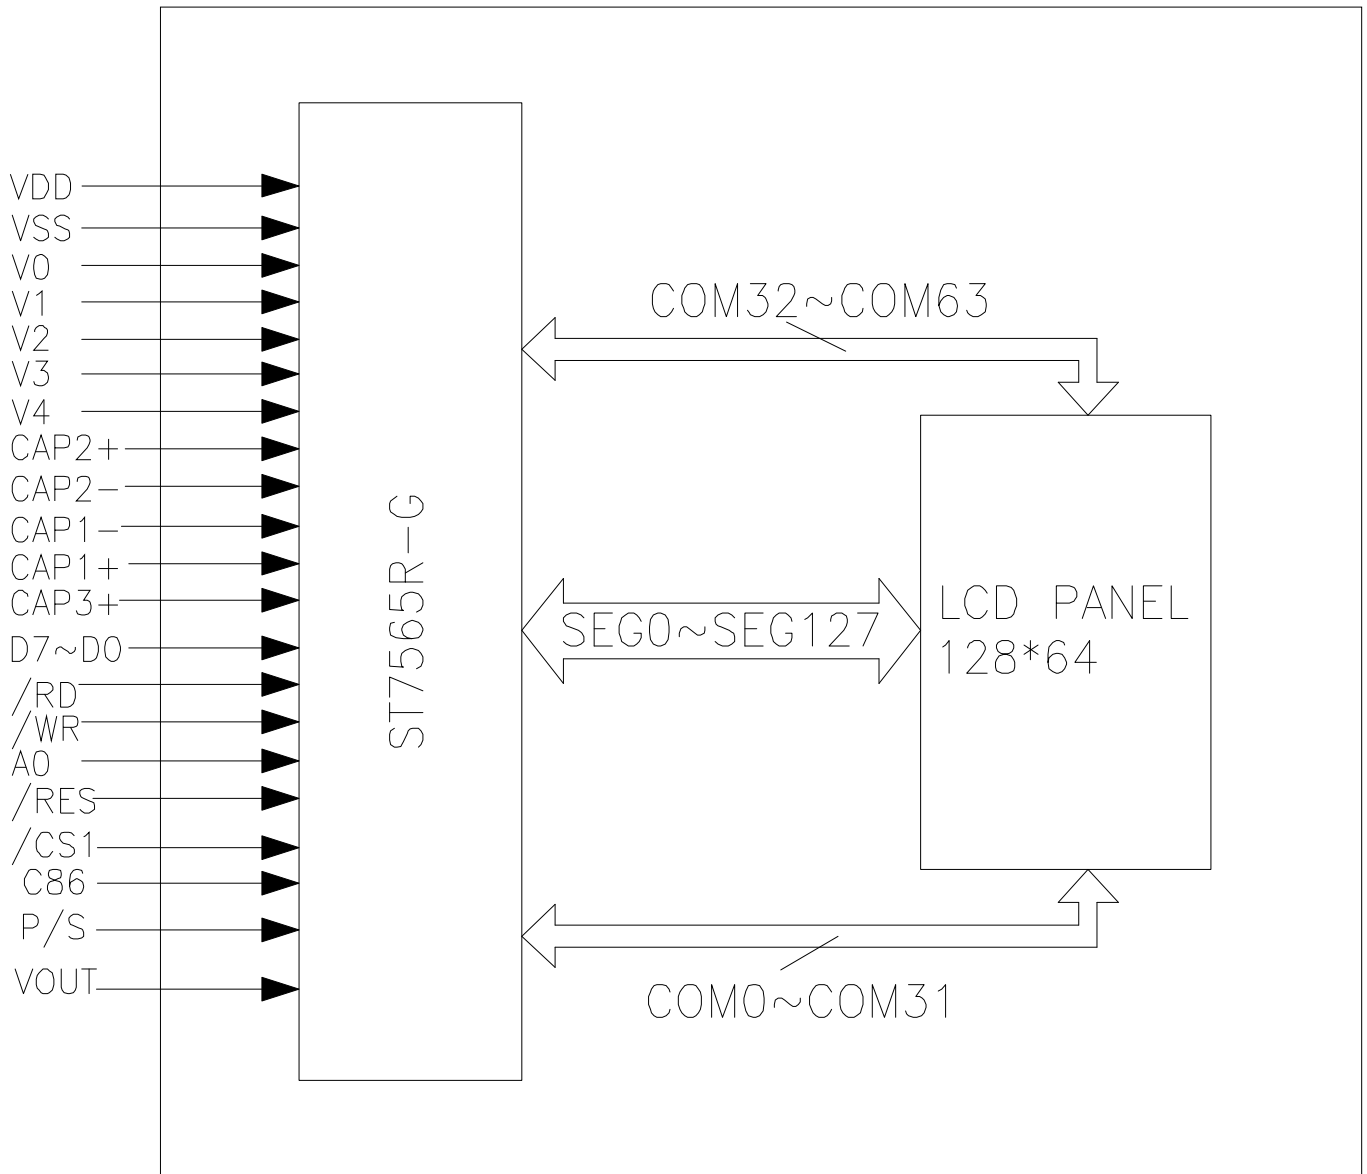 VDD
VSS
V0
V1
V2
V3
V4
CAP2+
CAP2-
CAP1-
CAP1+
CAP3+
D7~D0
/RD
/WR
A0
/RES
/CS1
C86
P/S
VOUT
ST7565R-G
COM32~COM63
SEG0~SEG127
COM0~COM31
LCD PANEL
128*64